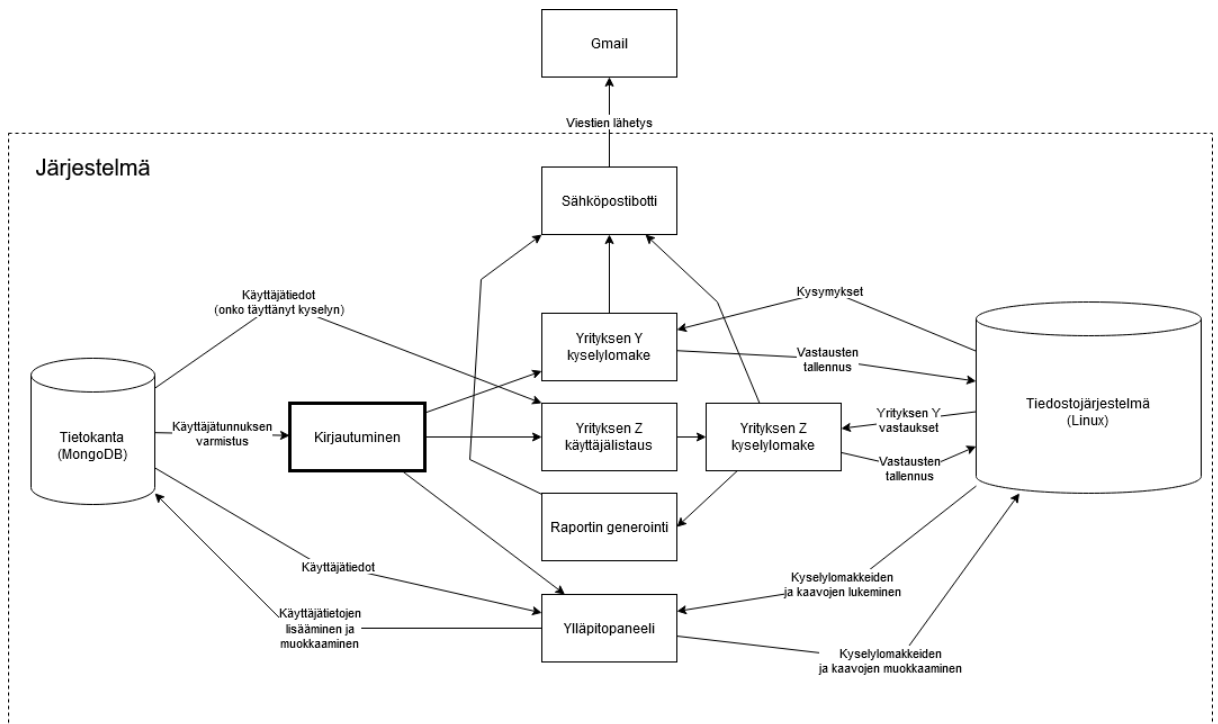 Gmail
Viestien lähetys
Järjestelmä
Sähköpostibotti
Käyttäjätiedot
(onko täyttänyt kyselyn)
Kysymykset
Yrityksen Y
kyselylomake
Vastausten
tallennus
Tietokanta
(MongoDB)
Käyttäjätunnuksen
varmistus
Kirjautuminen
Yrityksen Z
käyttäjälistaus
Yrityksen Z
kyselylomake
Yrityksen Y
vastaukset
Tiedostojärjestelmä
(Linux)
Vastausten
tallennus
Raportin generointi
Käyttäjätiedot
Kyselylomakkeiden
ja kaavojen lukeminen
Käyttäjätietojen
lisääminen ja
muokkaaminen
Ylläpitopaneeli
Kyselylomakkeiden
ja kaavojen muokkaaminen